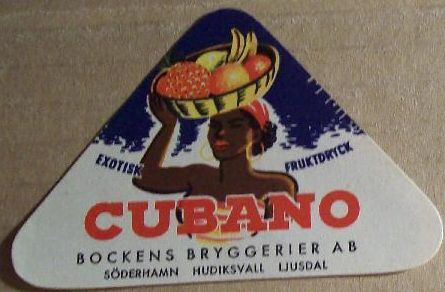 EXOTISK FRUKTDRYCK
CUBANO
BOCKENS BRYGGERIER AB
SÖDERHAMN HUDIKSVALL LJUSDAL